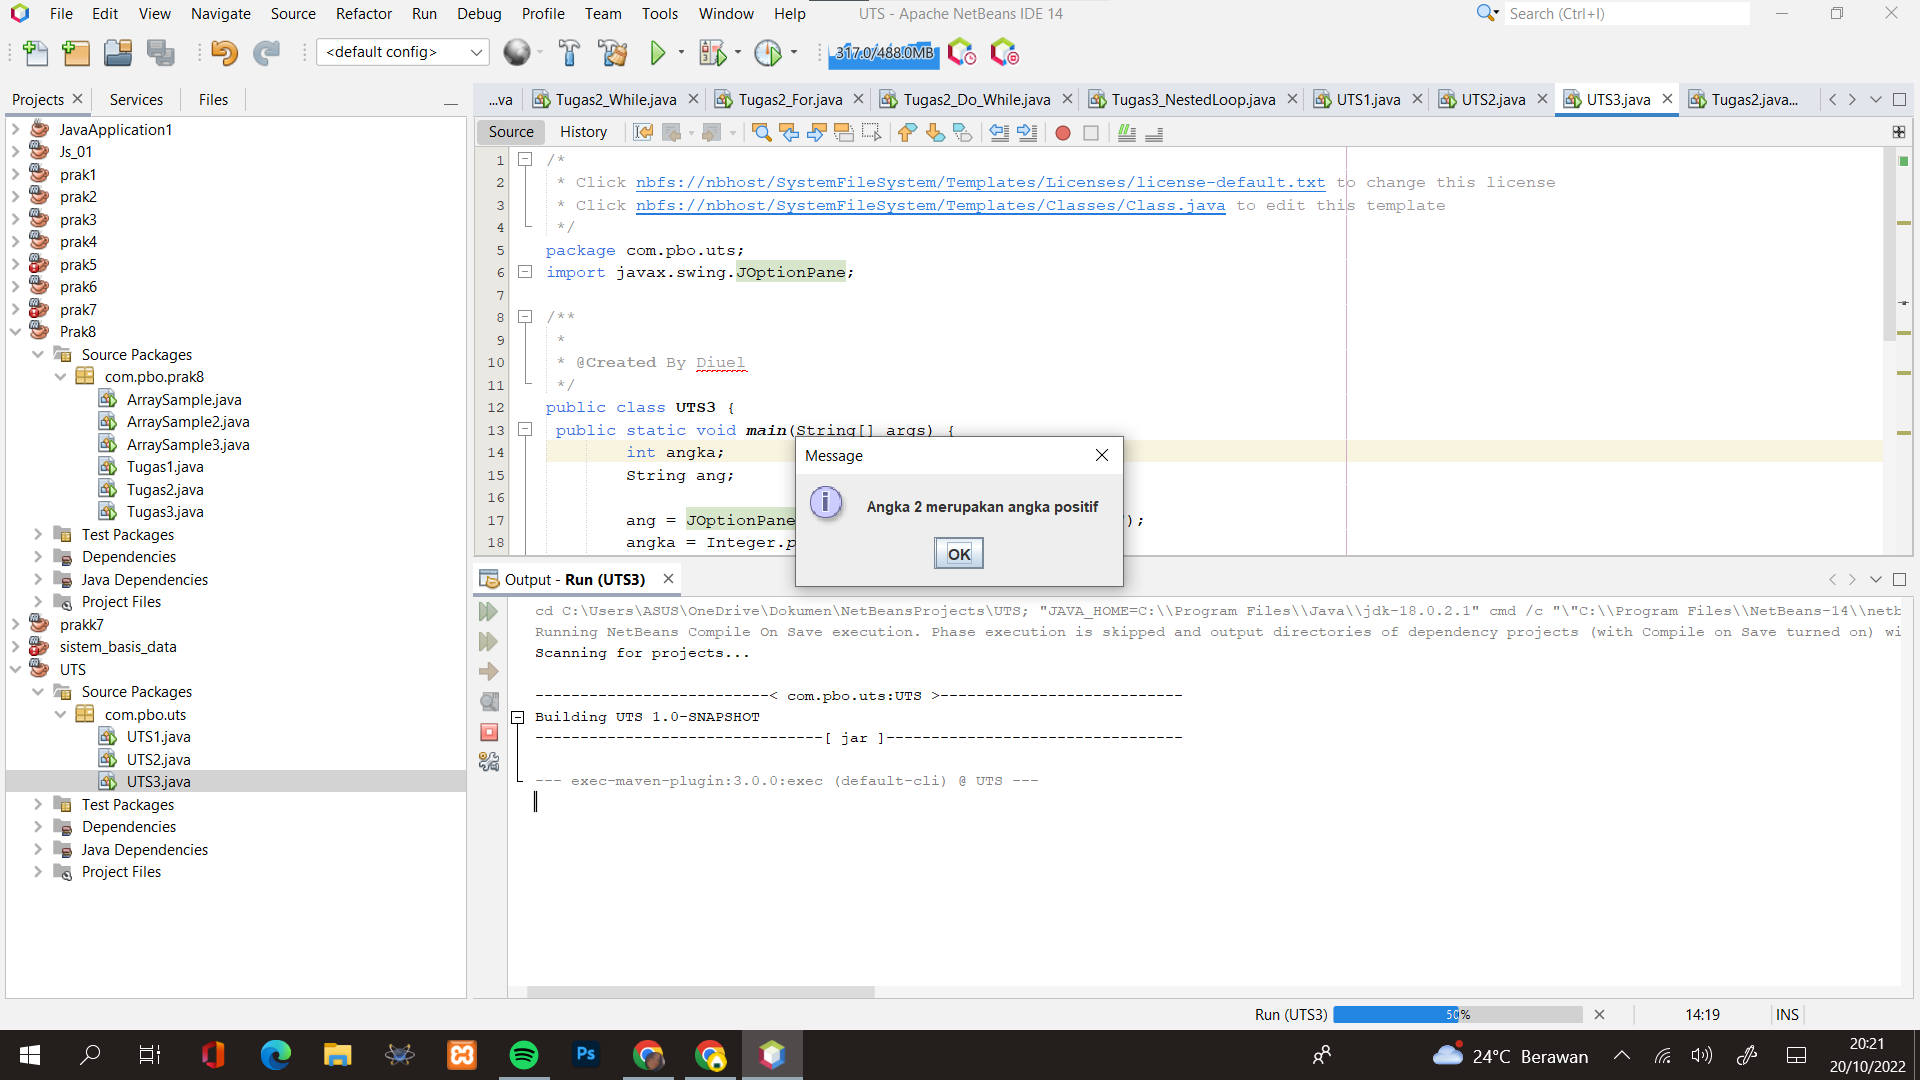 File Edit View Navigate Source Refactor Run Debug Profile Team Tools Window Help UTS - Apache NetBeans IDE 14 Search (Ctrl+I)
<default config> 317.0/488.0MB
Projects Services Files
JavaApplication1
Js_01
prak1
prak2
prak3
prak4
prak5
prak6
prak7
Prak8
Source Packages
com.pbo.prak8
ArraySample.java
ArraySample2.java
ArraySample3.java
Tugas1.java
Tugas2.java
Tugas3.java
Test Packages
Dependencies
Java Dependencies
Project Files
prakk7
sistem_basis_data
UTS
Source Packages
com.pbo.uts
UTS1.java
UTS2.java
UTS3.java
Test Packages
Dependencies
Java Dependencies
Project Files
...va Tugas2_While.java Tugas2_For.java Tugas2_Do_While.java Tugas3_NestedLoop.java UTS1.java UTS2.java UTS3.java Tugas2.java...
Source History
1 /*
2 * Click nbfs://nbhost/SystemFileSystem/Templates/Licenses/license-default.txt to change this license
3 * Click nbfs://nbhost/SystemFileSystem/Templates/Classes/Class.java to edit this template
4 */
5 package com.pbo.uts;
6 import javax.swing.JOptionPane;
7
8 /**
9 *
10 * @Created By Diuel
11 */
12 public class UTS3 {
13 public static void main(String[] args) {
14 int angka;
15 String ang;
16
17 ang = JOptionPane ");
18 angka = Integer.p
Message
Angka 2 merupakan angka positif
OK
Output - Run (UTS3)
cd C:\Users\ASUS\OneDrive\Dokumen\NetBeansProjects\UTS; "JAVA_HOME=C:\\Program Files\\Java\\jdk-18.0.2.1" cmd /c "\"C:\\Program Files\\NetBeans-14\\netb
Running NetBeans Compile On Save execution. Phase execution is skipped and output directories of dependency projects (with Compile on Save turned on) wi
Scanning for projects...
--------------------------< com.pbo.uts:UTS >---------------------------
Building UTS 1.0-SNAPSHOT
--------------------------------[ jar ]---------------------------------
--- exec-maven-plugin:3.0.0:exec (default-cli) @ UTS ---
Run (UTS3) 50% 14:19 INS
Ps 24°C Berawan 20:21
20/10/2022